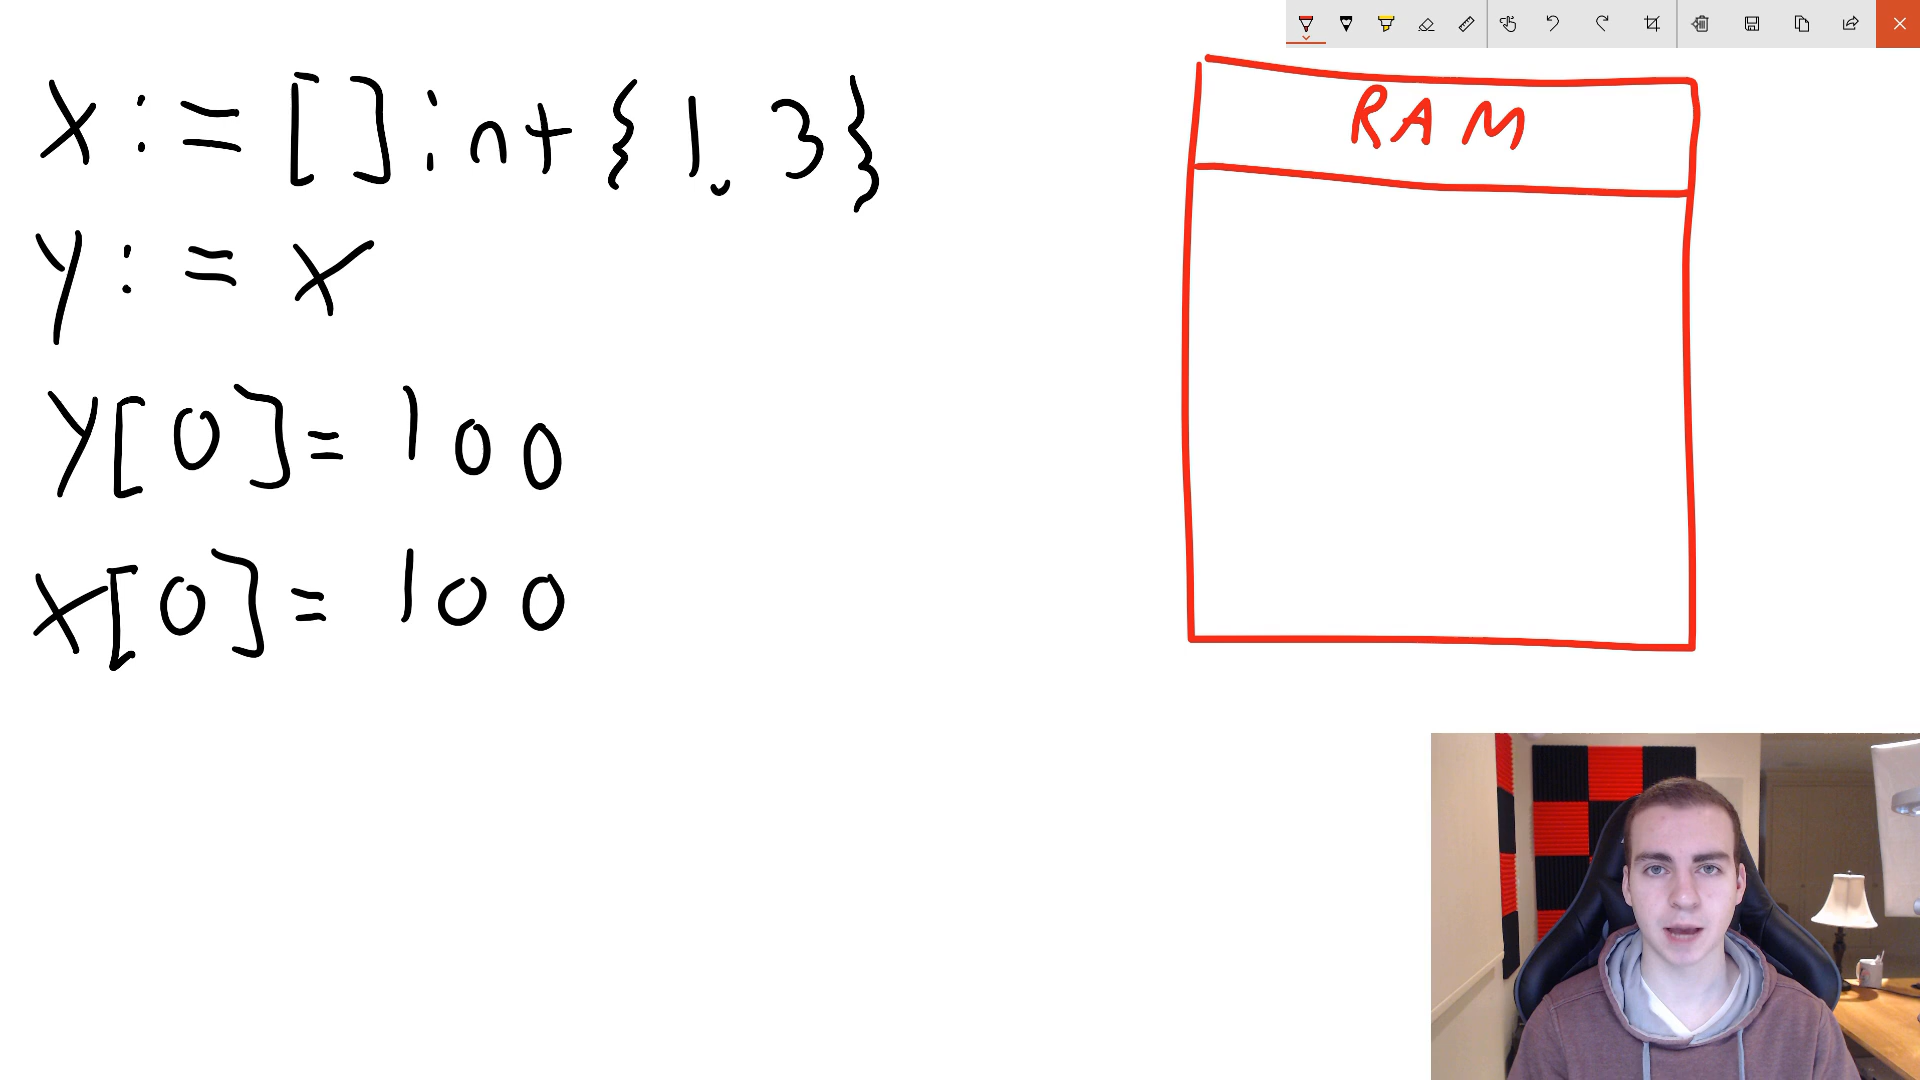 x := []int{1, 3}
y := x
y[0] = 100
x[0] = 100
RAM